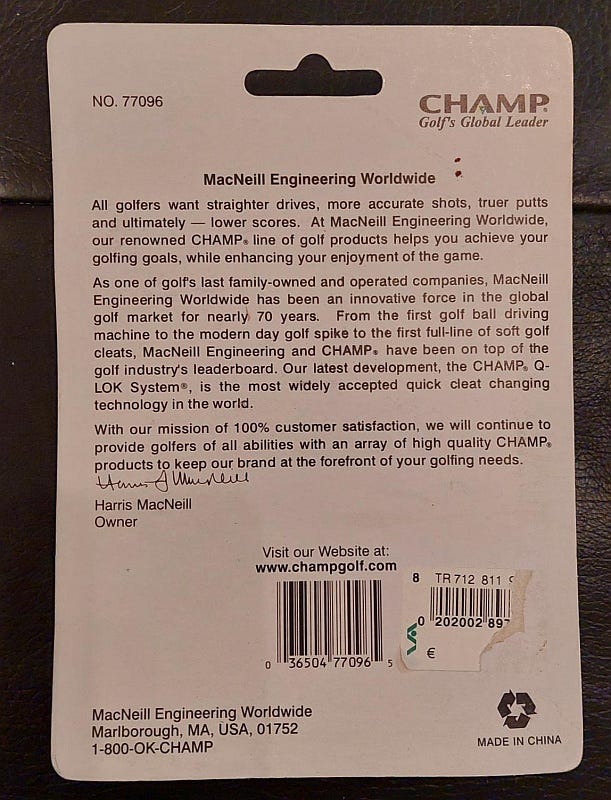 NO. 77096
CHAMP®
Golf's Global Leader
MacNeill Engineering Worldwide
All golfers want straighter drives, more accurate shots, truer putts
and ultimately — lower scores. At MacNeill Engineering Worldwide,
our renowned CHAMP® line of golf products helps you achieve your
golfing goals, while enhancing your enjoyment of the game.
As one of golf's last family-owned and operated companies, MacNeill
Engineering Worldwide has been an innovative force in the global
golf market for nearly 70 years. From the first golf ball driving
machine to the modern day golf spike to the first full-line of soft golf
cleats, MacNeill Engineering and CHAMP® have been on top of the
golf industry's leaderboard. Our latest development, the CHAMP® Q-
LOK System®, is the most widely accepted quick cleat changing
technology in the world.
With our mission of 100% customer satisfaction, we will continue to
provide golfers of all abilities with an array of high quality CHAMP®
products to keep our brand at the forefront of your golfing needs.
Harris MacNeill
Owner
Visit our Website at:
www.champgolf.com
0 36504 77096 5
8 TR 712 811
0 202002 897
€
MacNeill Engineering Worldwide
Marlborough, MA, USA, 01752
1-800-OK-CHAMP
MADE IN CHINA